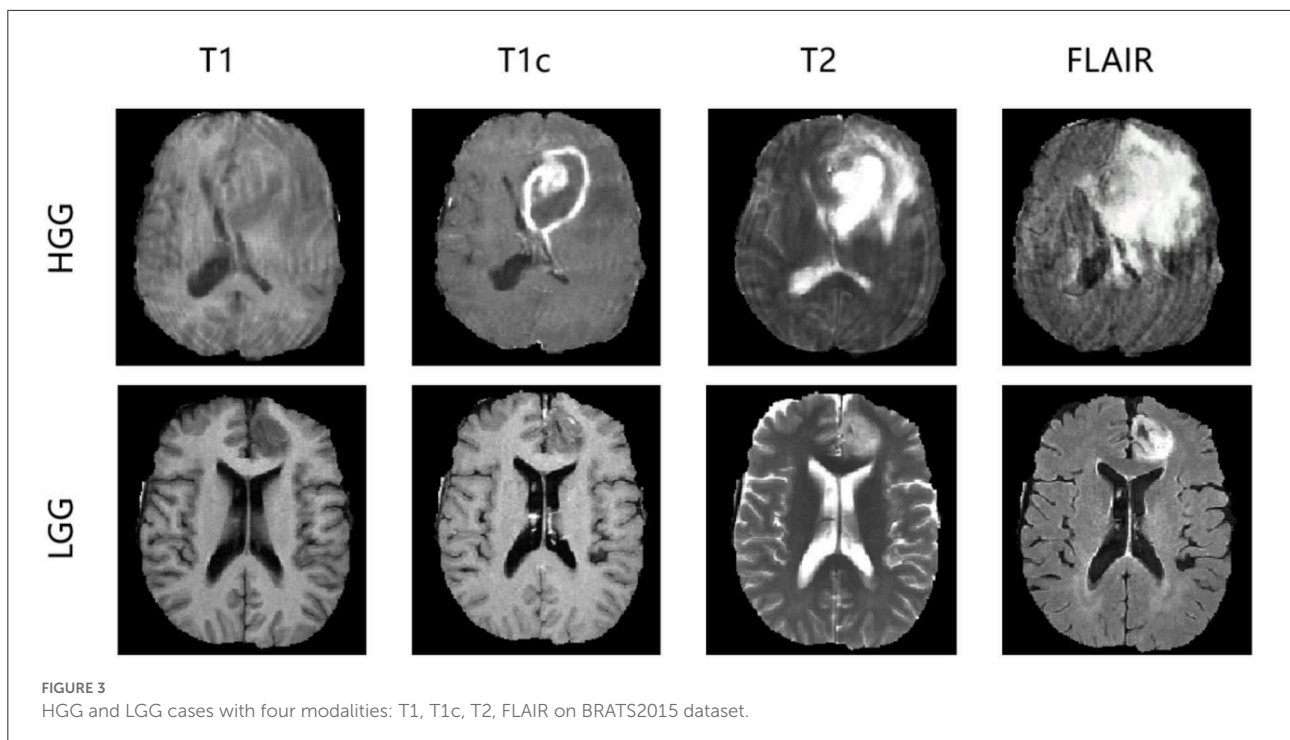 T1 T1c T2 FLAIR
HGG
LGG
FIGURE 3
HGG and LGG cases with four modalities: T1, T1c, T2, FLAIR on BRATS2015 dataset.